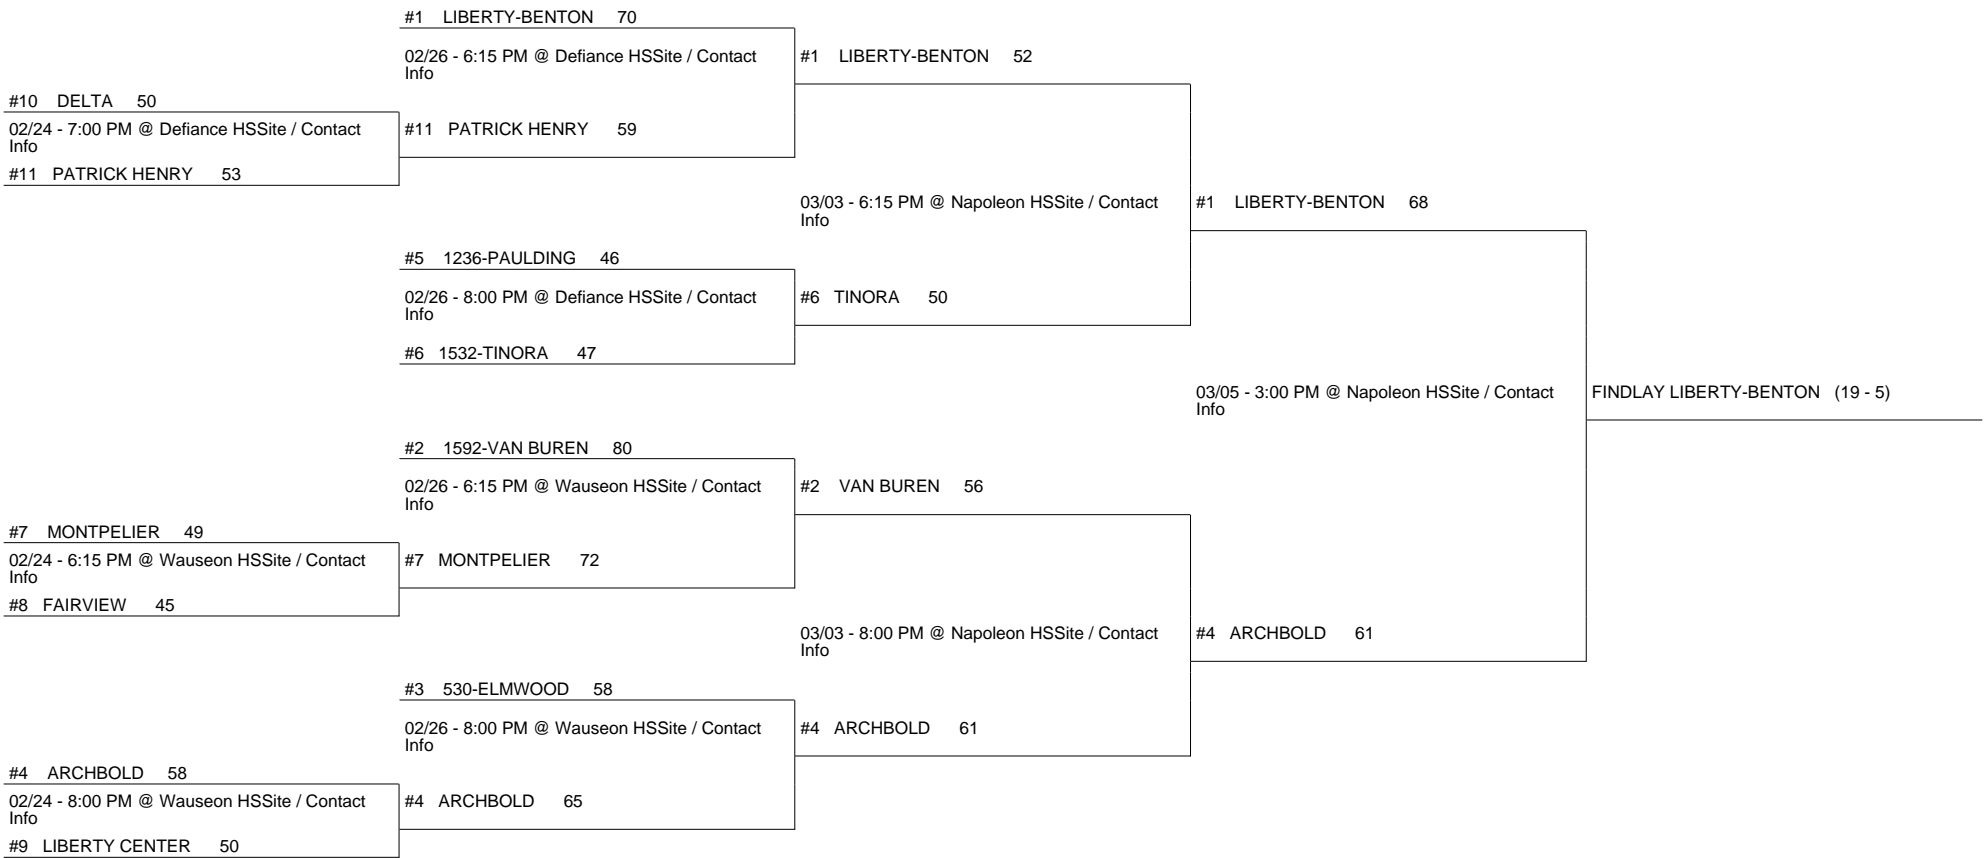 #1 LIBERTY-BENTON 70
02/26 - 6:15 PM @ Defiance HSSite / Contact
Info
#1 LIBERTY-BENTON 52
#10 DELTA 50
02/24 - 7:00 PM @ Defiance HSSite / Contact
Info
#11 PATRICK HENRY 59
#11 PATRICK HENRY 53
03/03 - 6:15 PM @ Napoleon HSSite / Contact
Info
#1 LIBERTY-BENTON 68
#5 1236-PAULDING 46
02/26 - 8:00 PM @ Defiance HSSite / Contact
Info
#6 TINORA 50
#6 1532-TINORA 47
03/05 - 3:00 PM @ Napoleon HSSite / Contact
Info
FINDLAY LIBERTY-BENTON (19 - 5)
#2 1592-VAN BUREN 80
02/26 - 6:15 PM @ Wauseon HSSite / Contact
Info
#2 VAN BUREN 56
#7 MONTPELIER 49
02/24 - 6:15 PM @ Wauseon HSSite / Contact
Info
#7 MONTPELIER 72
#8 FAIRVIEW 45
03/03 - 8:00 PM @ Napoleon HSSite / Contact
Info
#4 ARCHBOLD 61
#3 530-ELMWOOD 58
02/26 - 8:00 PM @ Wauseon HSSite / Contact
Info
#4 ARCHBOLD 61
#4 ARCHBOLD 58
02/24 - 8:00 PM @ Wauseon HSSite / Contact
Info
#4 ARCHBOLD 65
#9 LIBERTY CENTER 50